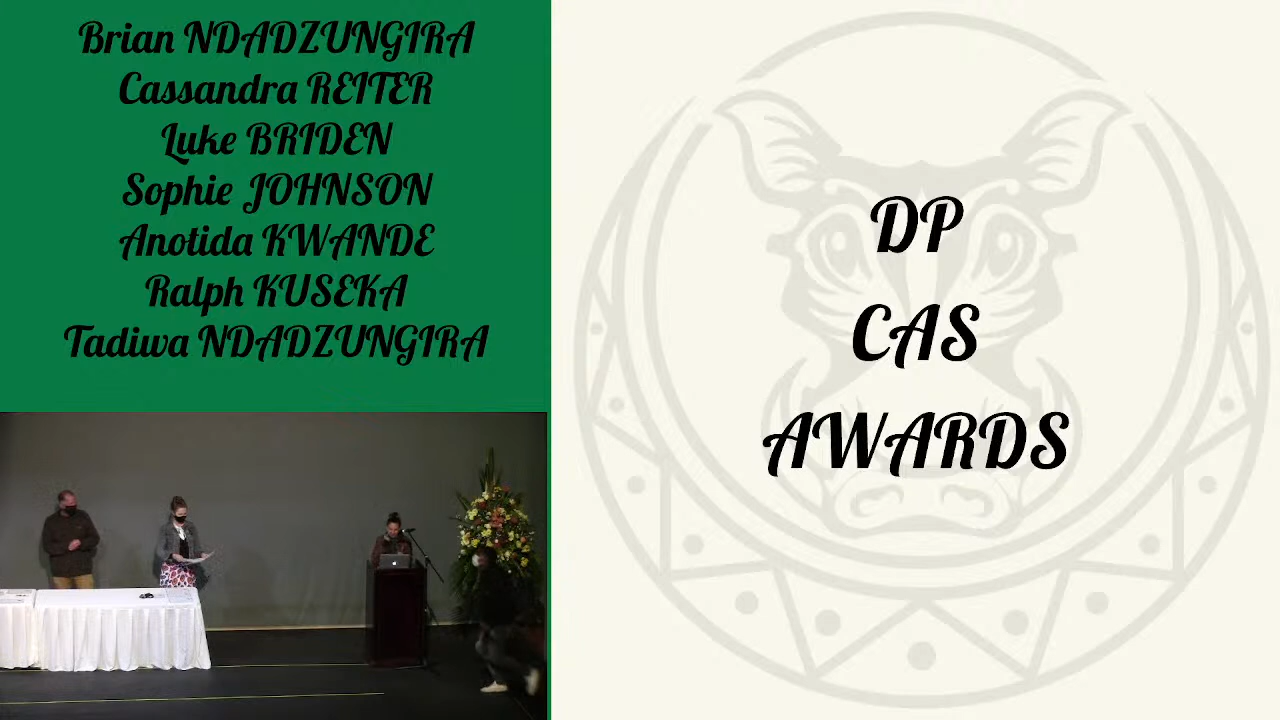 Brian NDADZUNGIRA
Cassandra REITER
Luke BRIDEN
Sophie JOHNSON
Anotida KWANDE
Ralph KUSEKA
Tadiwa NDADZUNGIRA
DP
CAS
AWARDS